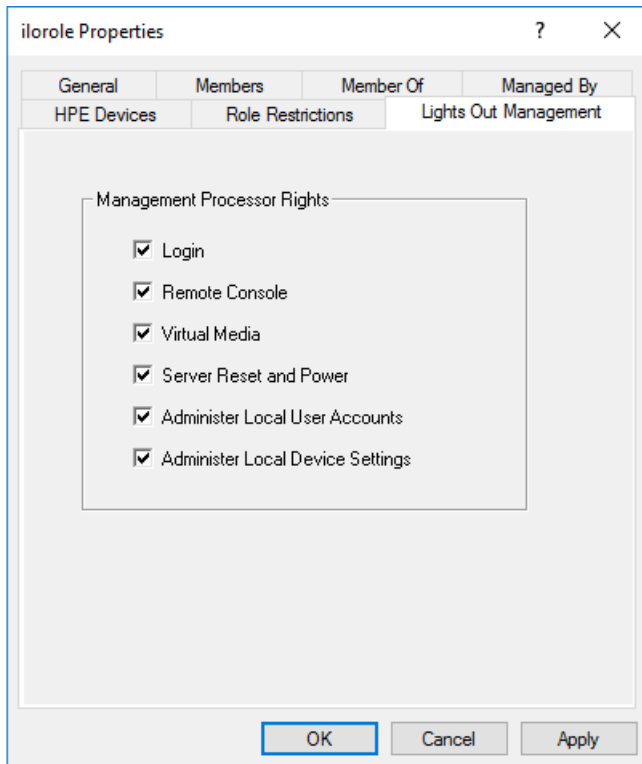 ilorole Properties ?
General Members Member Of Managed By
HPE Devices Role Restrictions Lights Out Management
Management Processor Rights
Login
Remote Console
Virtual Media
Server Reset and Power
Administer Local User Accounts
Administer Local Device Settings
OK Cancel Apply